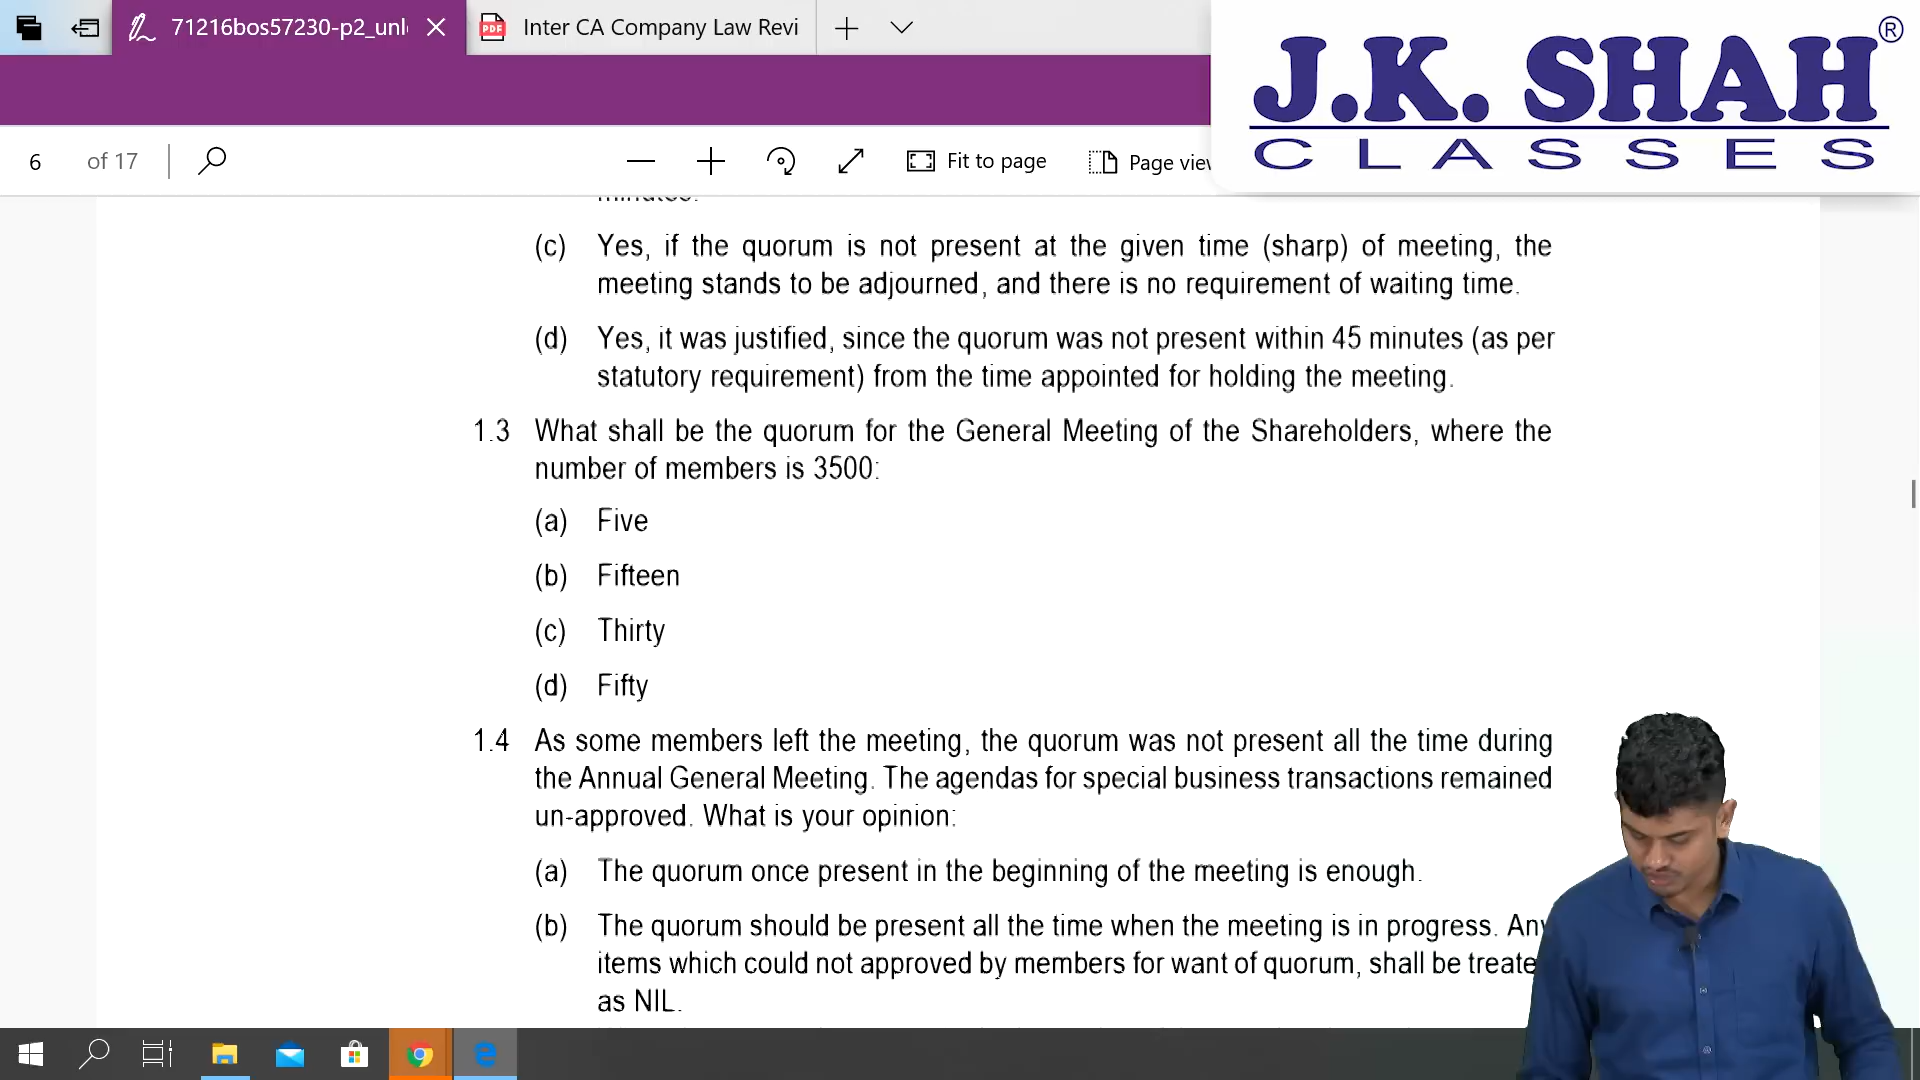 71216bos57230-p2_unl
Inter CA Company Law Revi
J.K. SHAH®
CLASSES
6 of 17
Fit to page
Page view
minutes.
(c) Yes, if the quorum is not present at the given time (sharp) of meeting, the
meeting stands to be adjourned, and there is no requirement of waiting time.
(d) Yes, it was justified, since the quorum was not present within 45 minutes (as per
statutory requirement) from the time appointed for holding the meeting.
1.3 What shall be the quorum for the General Meeting of the Shareholders, where the
number of members is 3500:
(a) Five
(b) Fifteen
(c) Thirty
(d) Fifty
1.4 As some members left the meeting, the quorum was not present all the time during
the Annual General Meeting. The agendas for special business transactions remained
un-approved. What is your opinion:
(a) The quorum once present in the beginning of the meeting is enough.
(b) The quorum should be present all the time when the meeting is in progress. Any
items which could not approved by members for want of quorum, shall be treate
as NIL.